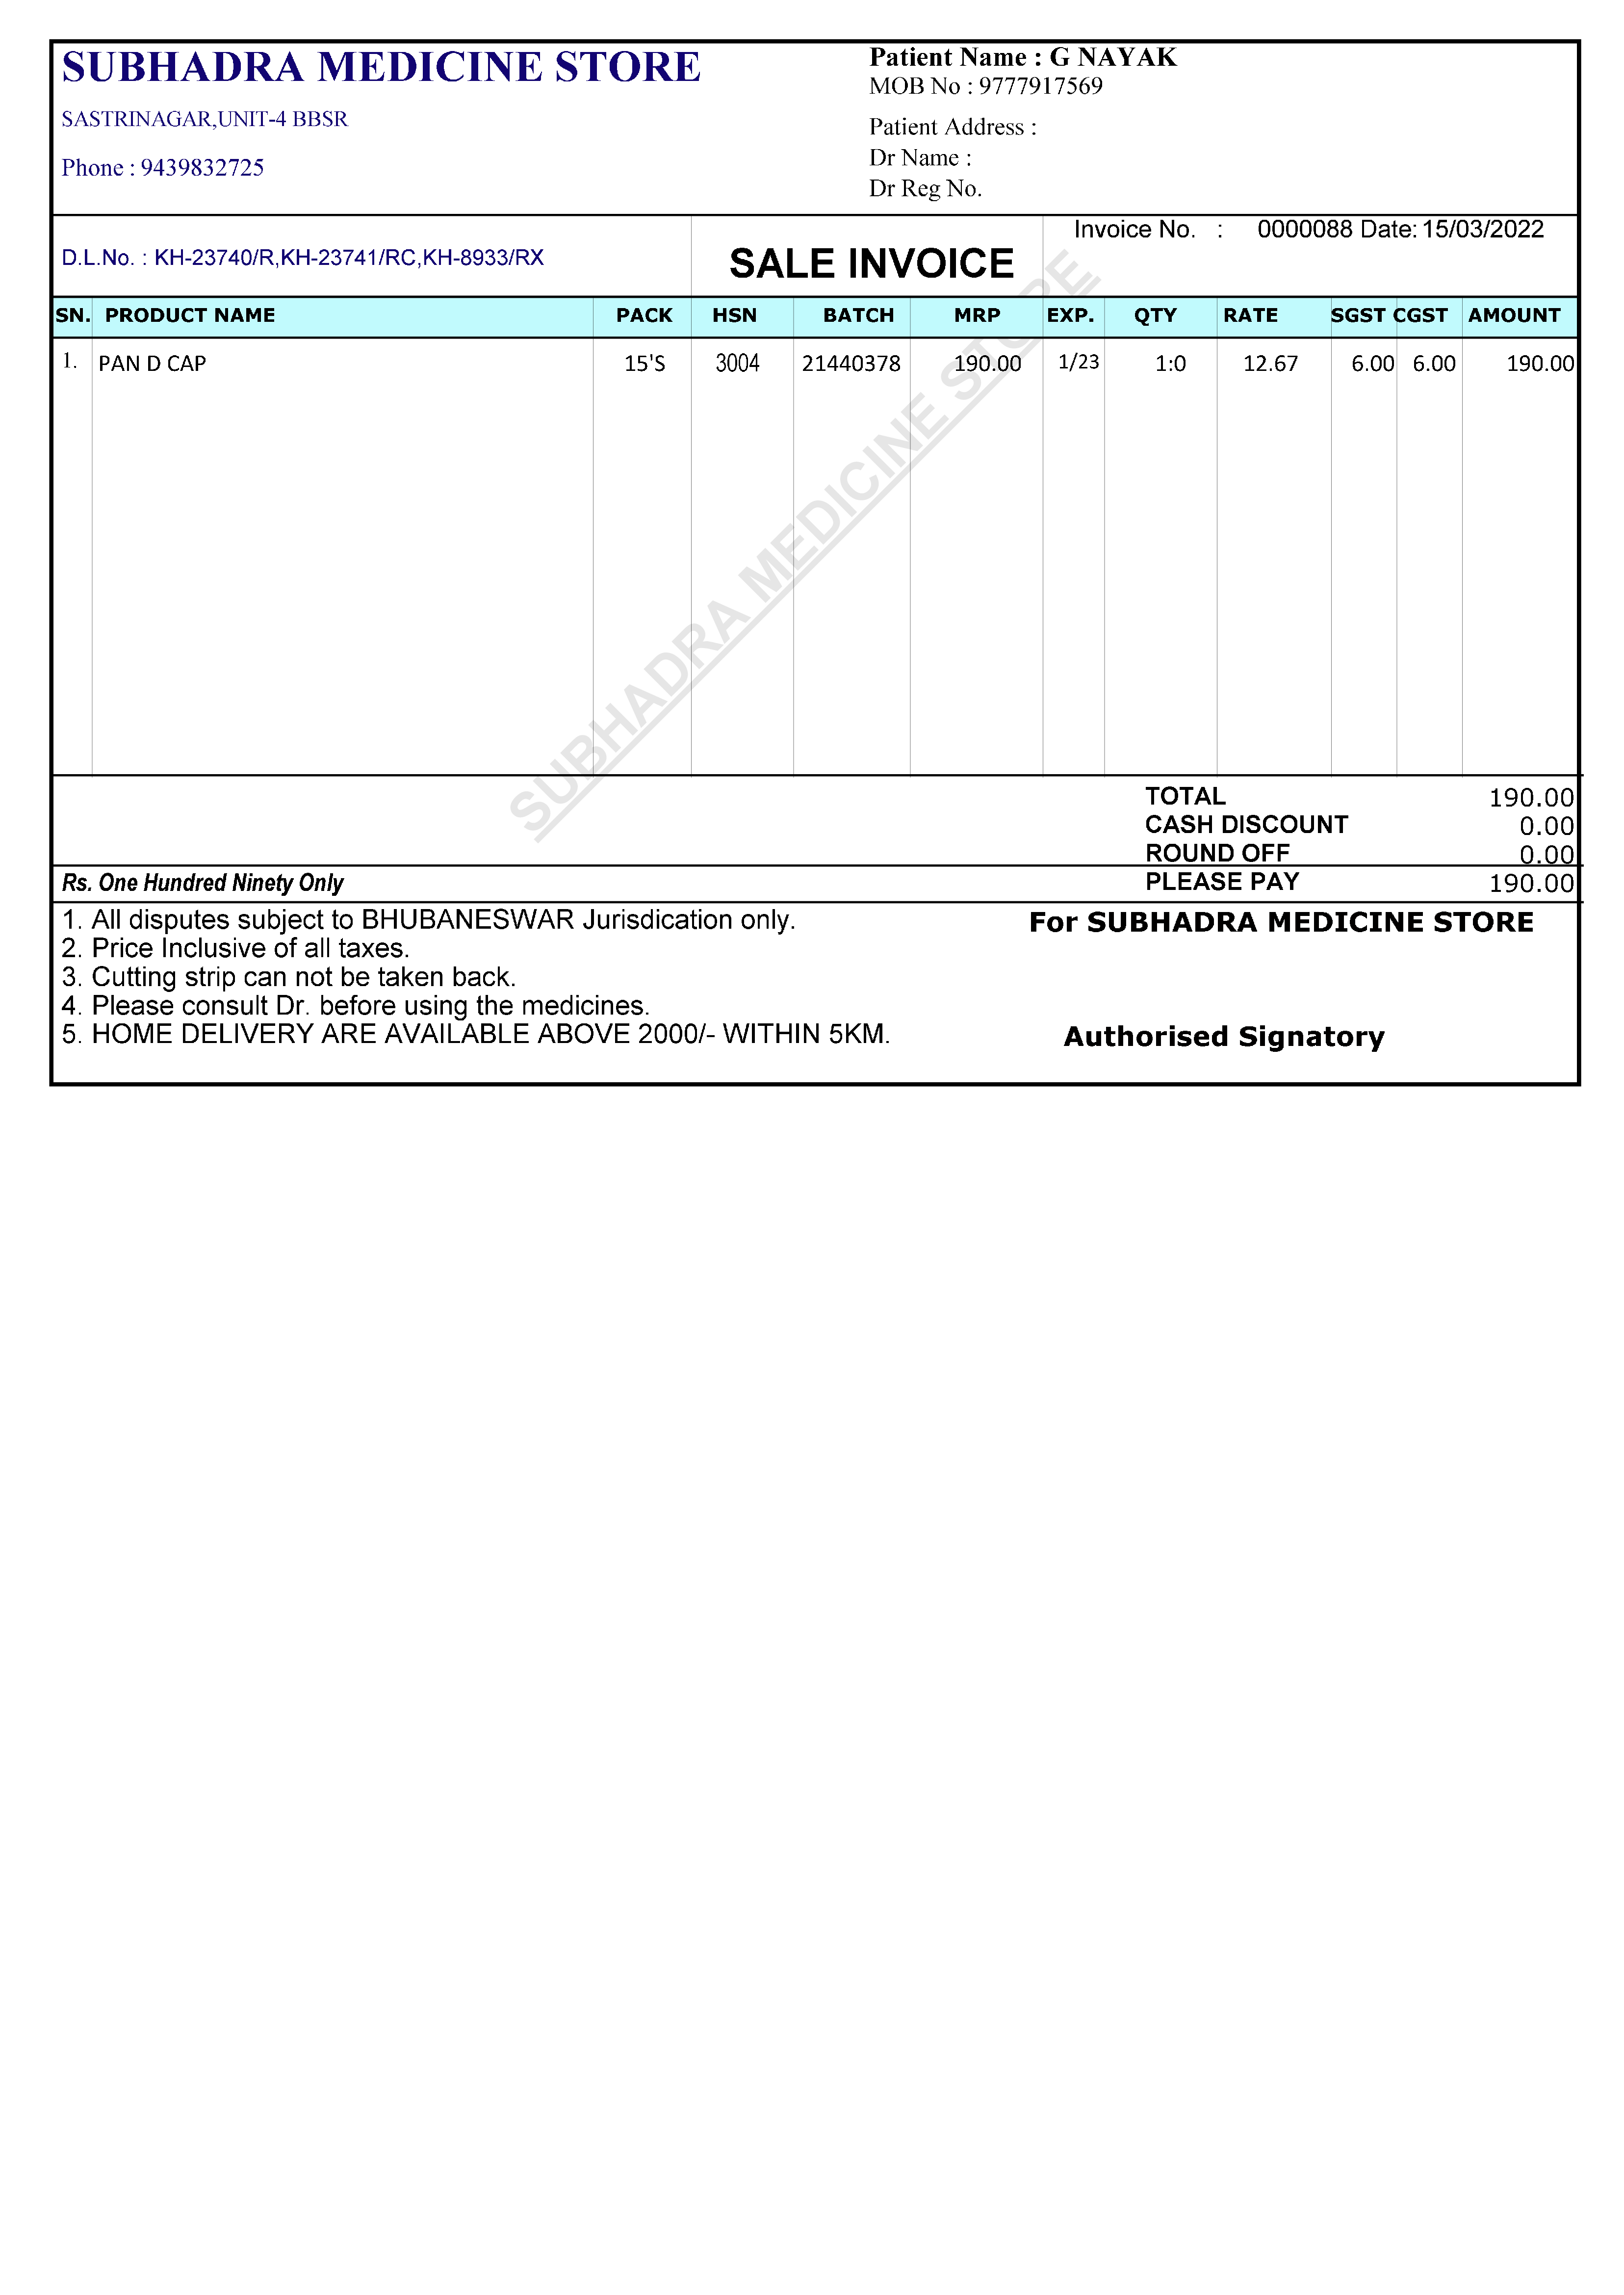 SUBHADRA MEDICINE STORE
SASTRINAGAR,UNIT-4 BBSR
Phone : 9439832725
Patient Name : G NAYAK
MOB No : 9777917569
Patient Address :
Dr Name :
Dr Reg No.
D.L.No. : KH-23740/R,KH-23741/RC,KH-8933/RX
SALE INVOICE
Invoice No. : 0000088 Date: 15/03/2022
SN. PRODUCT NAME PACK HSN BATCH MRP EXP. QTY RATE SGST CGST AMOUNT
1. PAN D CAP 15'S 3004 21440378 190.00 1/23 1:0 12.67 6.00 6.00 190.00
SUBHADRA MEDICINE STORE
TOTAL 190.00
CASH DISCOUNT 0.00
ROUND OFF 0.00
Rs. One Hundred Ninety Only PLEASE PAY 190.00
1. All disputes subject to BHUBANESWAR Jurisdication only.
2. Price Inclusive of all taxes.
3. Cutting strip can not be taken back.
4. Please consult Dr. before using the medicines.
5. HOME DELIVERY ARE AVAILABLE ABOVE 2000/- WITHIN 5KM.
For SUBHADRA MEDICINE STORE
Authorised Signatory